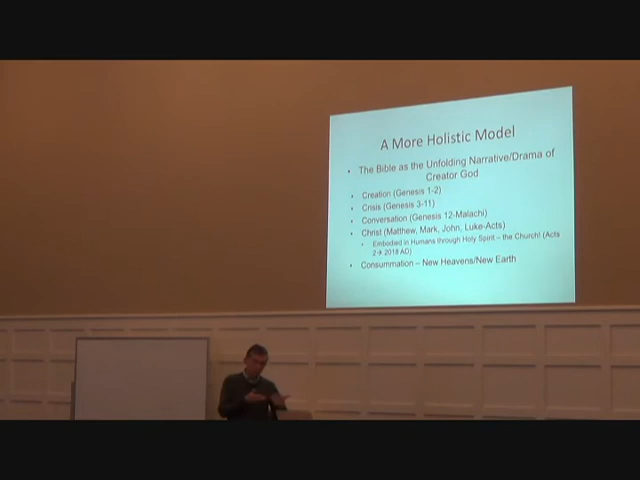 A More Holistic Model
• The Bible as the Unfolding Narrative/Drama of
Creator God
• Creation (Genesis 1-2)
• Crisis (Genesis 3-11)
• Conversation (Genesis 12-Malachi)
• Christ (Matthew, Mark, John, Luke-Acts)
• Embodied in Humans through Holy Spirit – the Church! (Acts
2→ 2018 AD)
• Consummation – New Heavens/New Earth